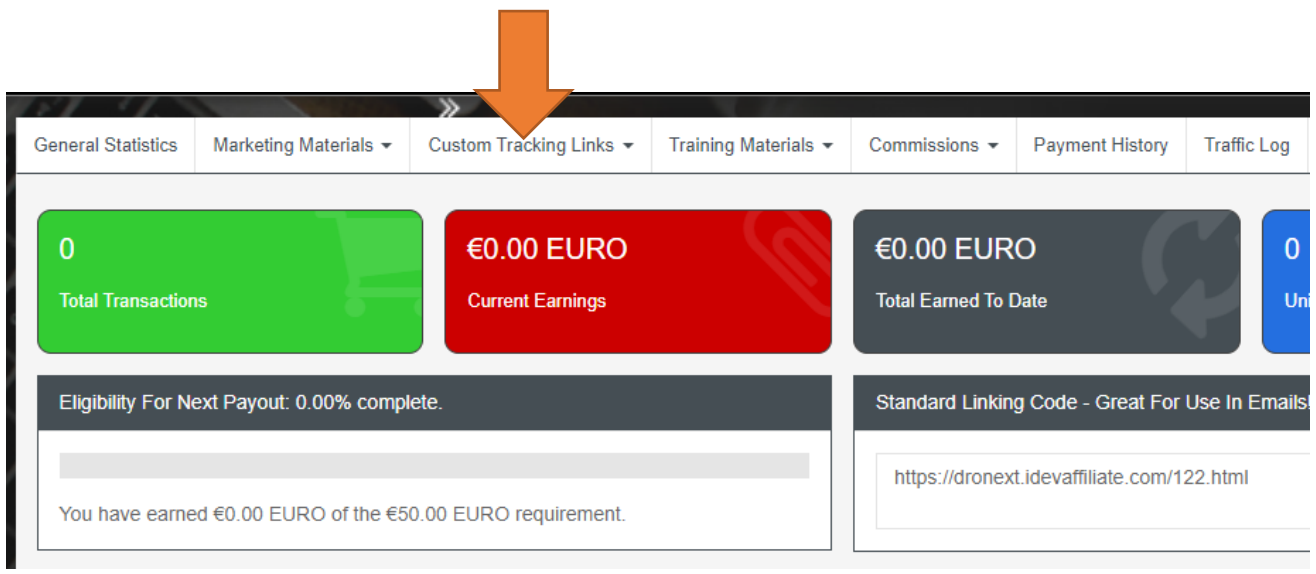 General Statistics Marketing Materials Custom Tracking Links Training Materials Commissions Payment History Traffic Log
0
Total Transactions
€0.00 EURO
Current Earnings
€0.00 EURO
Total Earned To Date
0
Eligibility For Next Payout: 0.00% complete.
You have earned €0.00 EURO of the €50.00 EURO requirement.
Standard Linking Code - Great For Use In Emails!
https://dronext.idevaffiliate.com/122.html